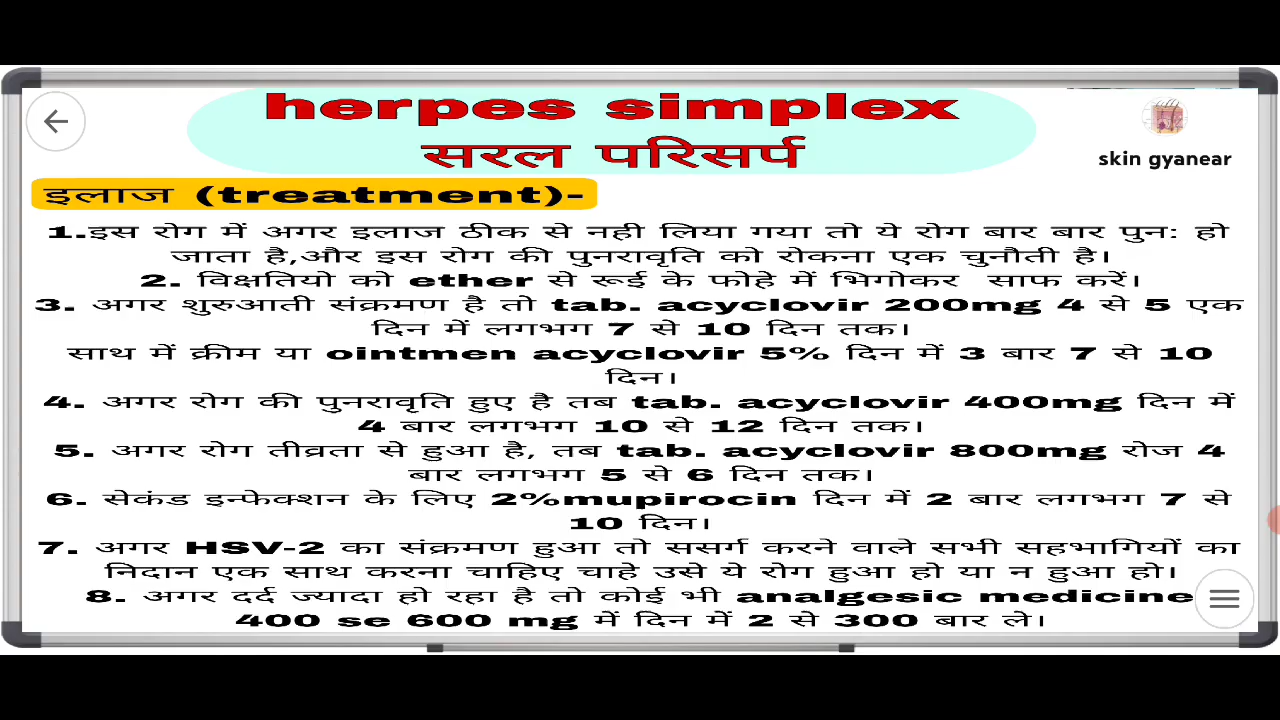 herpes simplex
सरल परिसर्प
skin gyanear
इलाज (treatment)-
1.इस रोग में अगर इलाज ठीक से नही लिया गया तो ये रोग बार बार पुन: हो
जाता है,और इस रोग की पुनरावृति को रोकना एक चुनौती है।
2. विक्षतियो को ether से रूई के फोहे में भिगोकर साफ करें।
3. अगर शुरुआती संक्रमण है तो tab. acyclovir 200mg 4 से 5 एक
दिन में लगभग 7 से 10 दिन तक।
साथ में क्रीम या ointmen acyclovir 5% दिन में 3 बार 7 से 10
दिन।
4. अगर रोग की पुनरावृति हुए है तब tab. acyclovir 400mg दिन में
4 बार लगभग 10 से 12 दिन तक।
5. अगर रोग तीव्रता से हुआ है, तब tab. acyclovir 800mg रोज 4
बार लगभग 5 से 6 दिन तक।
6. सेकंड इन्फेक्शन के लिए 2%mupirocin दिन में 2 बार लगभग 7 से
10 दिन।
7. अगर HSV-2 का संक्रमण हुआ तो ससर्ग करने वाले सभी सहभागियों का
निदान एक साथ करना चाहिए चाहे उसे ये रोग हुआ हो या न हुआ हो।
8. अगर दर्द ज्यादा हो रहा है तो कोई भी analgesic medicine
400 se 600 mg में दिन में 2 से 300 बार ले।